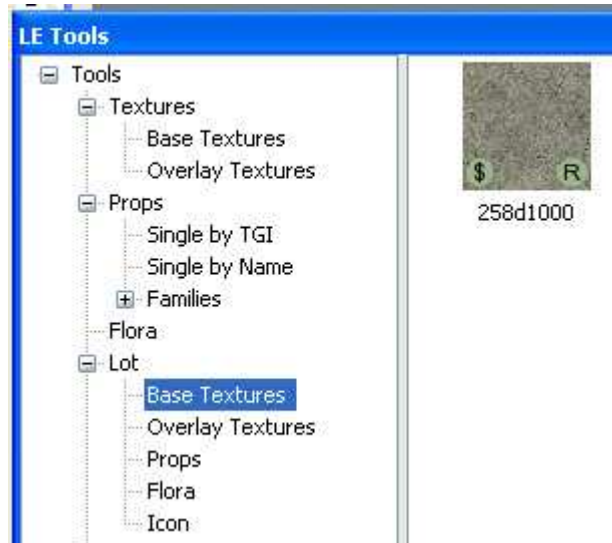 LE Tools
Tools
Textures
Base Textures
Overlay Textures
Props
Single by TGI
Single by Name
Families
Flora
Lot
Base Textures
Overlay Textures
Props
Flora
Icon
$ R
258d1000